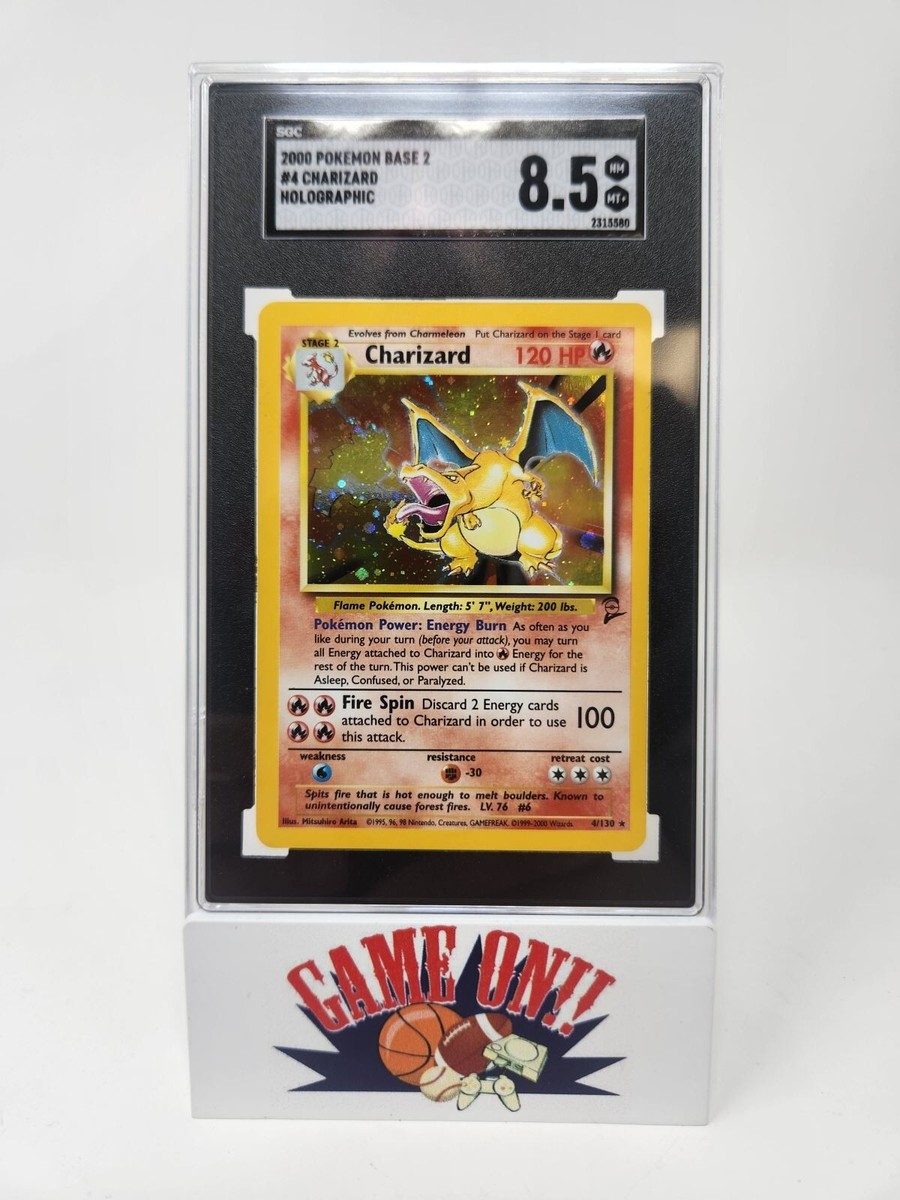 SGC
2000 POKEMON BASE 2
#4 CHARIZARD
HOLOGRAPHIC
8.5
NM
MT+
2315580
Evolves from Charmeleon Put Charizard on the Stage 1 card
STAGE 2
Charizard 120 HP
Flame Pokémon. Length: 5' 7", Weight: 200 lbs.
Pokémon Power: Energy Burn As often as you
like during your turn (before your attack), you may turn
all Energy attached to Charizard into Energy for the
rest of the turn. This power can't be used if Charizard is
Asleep, Confused, or Paralyzed.
Fire Spin Discard 2 Energy cards
attached to Charizard in order to use 100
this attack.
weakness resistance retreat cost
-30
Spits fire that is hot enough to melt boulders. Known to
unintentionally cause forest fires. LV. 76 #6
Illus. Mitsuhiro Arita ©1995, 96, 98 Nintendo, Creatures, GAMEFREAK. ©1999-2000 Wizards. 4/130 ★
GAME ON!!